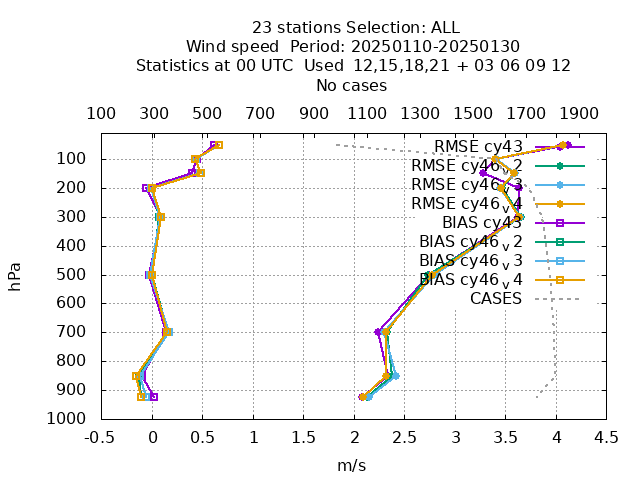 23 stations Selection: ALL
Wind speed  Period: 20250110-20250130
Statistics at 00 UTC  Used  12,15,18,21 + 03 06 09 12
No cases
100 300 500 700 900 1100 1300 1500 1700 1900
100
200
300
400
500
600
700
800
900
1000
hPa
RMSE cy43
RMSE cy46v2
RMSE cy46v3
RMSE cy46v4
BIAS cy43
BIAS cy46v2
BIAS cy46v3
BIAS cy46v4
CASES
-0.5 0 0.5 1 1.5 2 2.5 3 3.5 4 4.5
m/s